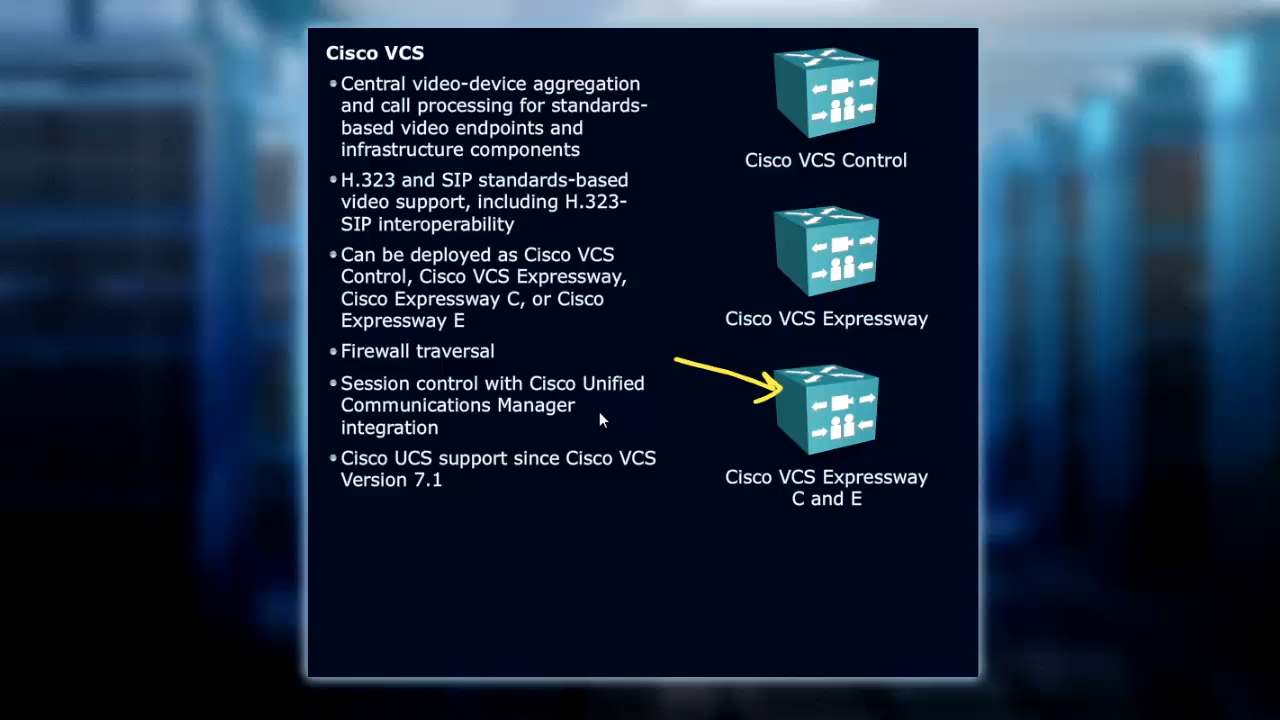 Cisco VCS
Central video-device aggregation
and call processing for standards-
based video endpoints and
infrastructure components
H.323 and SIP standards-based
video support, including H.323-
SIP interoperability
Can be deployed as Cisco VCS
Control, Cisco VCS Expressway,
Cisco Expressway C, or Cisco
Expressway E
Firewall traversal
Session control with Cisco Unified
Communications Manager
integration
Cisco UCS support since Cisco VCS
Version 7.1
Cisco VCS Control
Cisco VCS Expressway
Cisco VCS Expressway
C and E